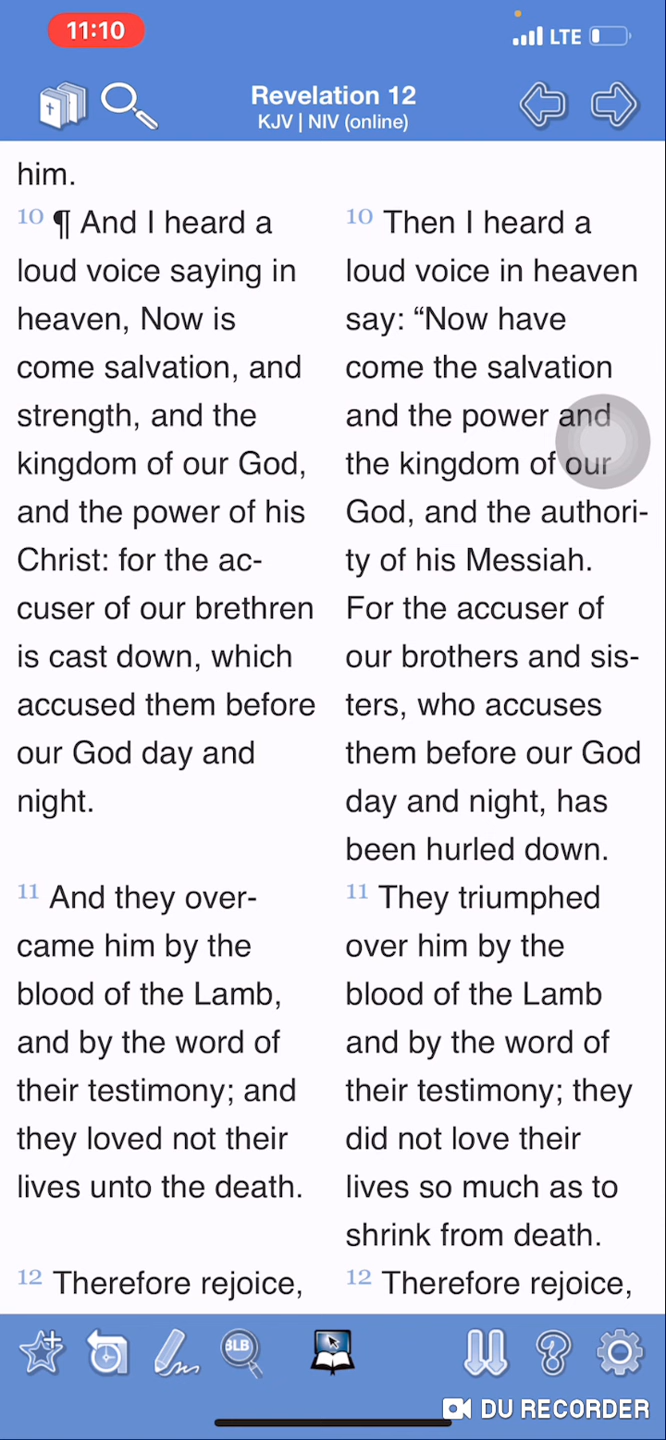 11:10
LTE
Revelation 12
KJV | NIV (online)
him.
10 ¶ And I heard a
loud voice saying in
heaven, Now is
come salvation, and
strength, and the
kingdom of our God,
and the power of his
Christ: for the ac-
cuser of our brethren
is cast down, which
accused them before
our God day and
night.
11 And they over-
came him by the
blood of the Lamb,
and by the word of
their testimony; and
they loved not their
lives unto the death.
12 Therefore rejoice,
10 Then I heard a
loud voice in heaven
say: “Now have
come the salvation
and the power and
the kingdom of our
God, and the authori-
ty of his Messiah.
For the accuser of
our brothers and sis-
ters, who accuses
them before our God
day and night, has
been hurled down.
11 They triumphed
over him by the
blood of the Lamb
and by the word of
their testimony; they
did not love their
lives so much as to
shrink from death.
12 Therefore rejoice,
BLB
DU RECORDER